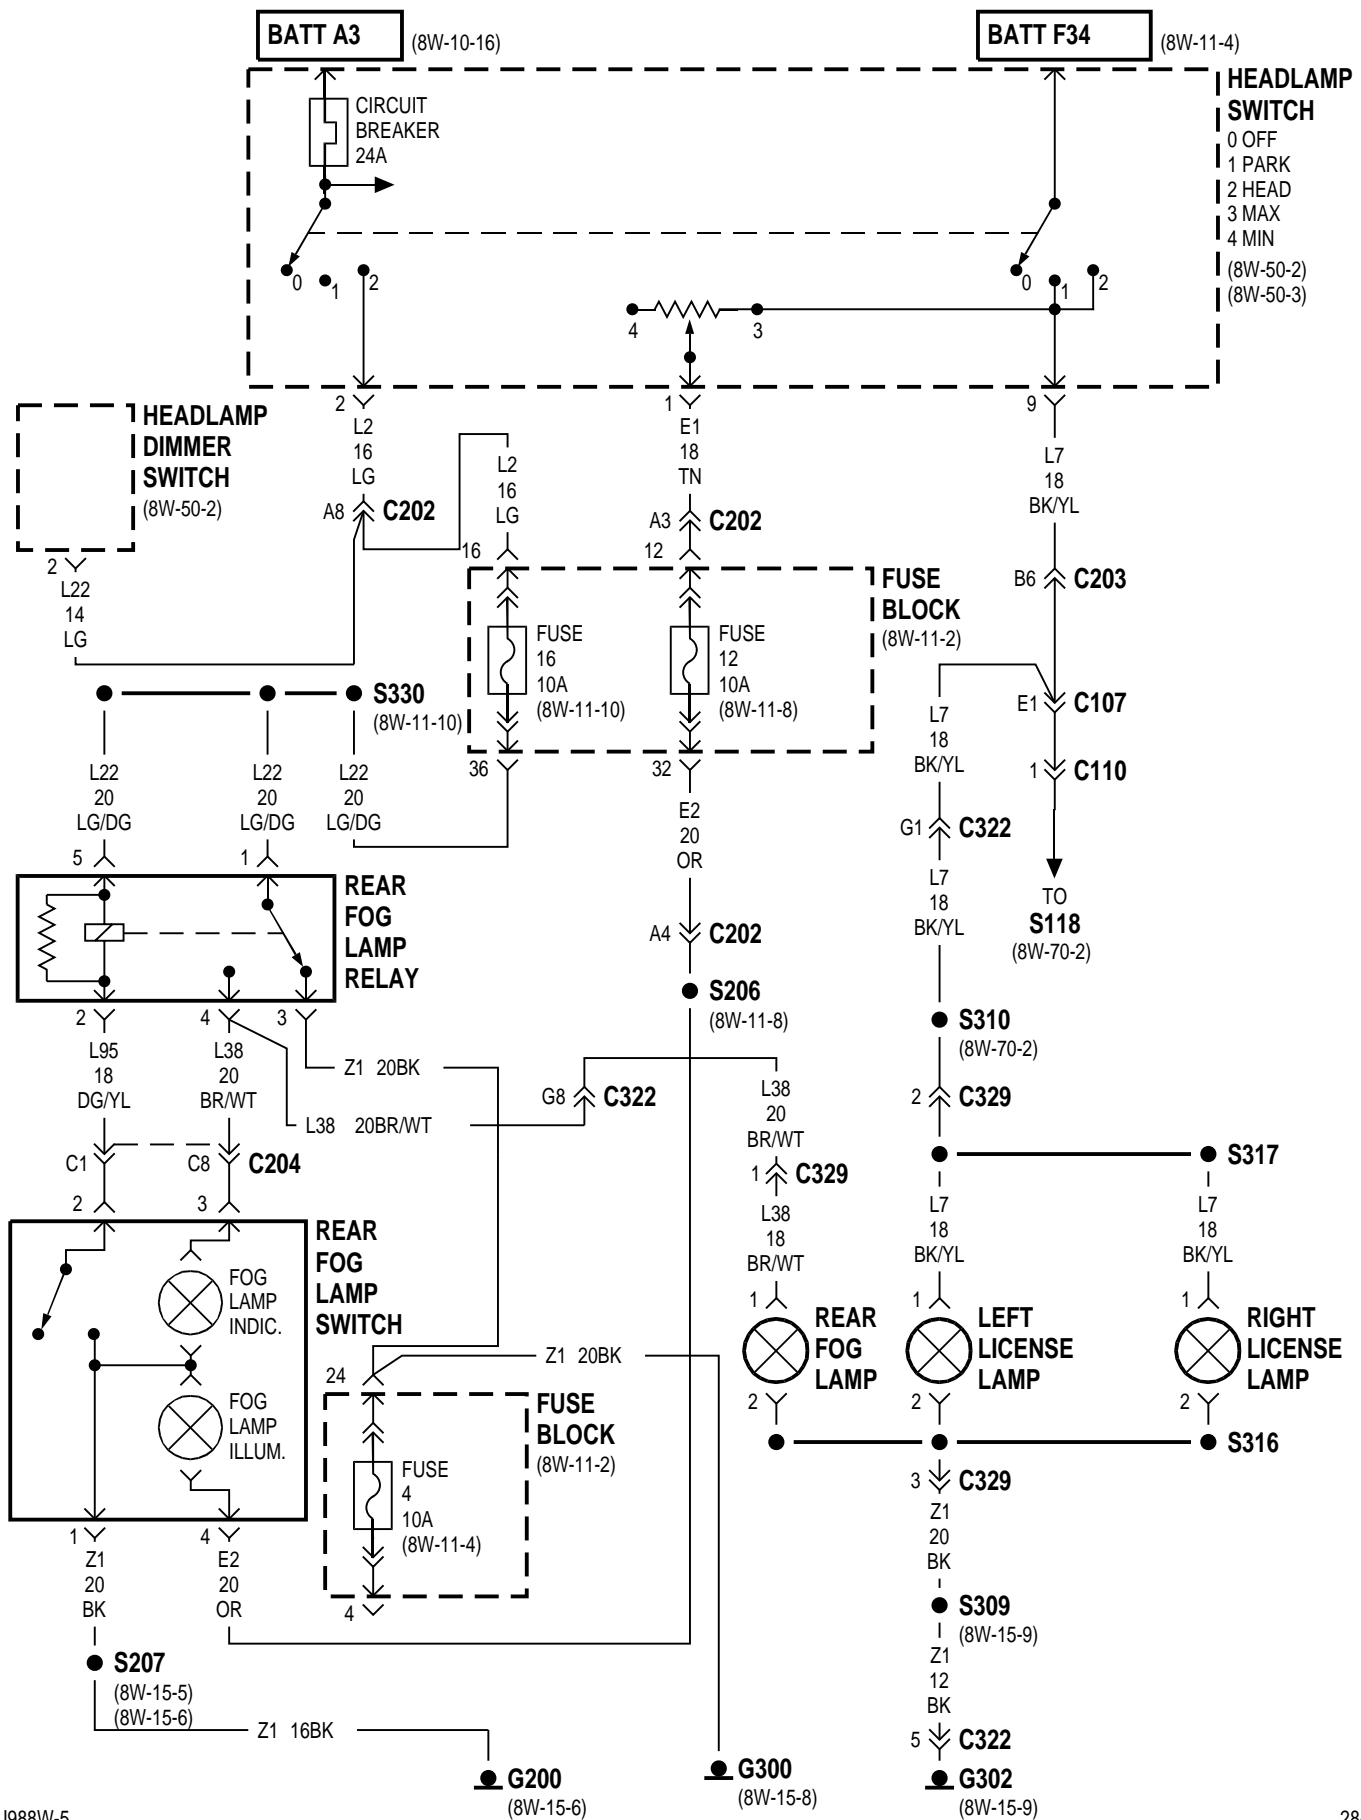 BATT A3
(8W-10-16)
BATT F34
(8W-11-4)
HEADLAMP
SWITCH
0 OFF
1 PARK
2 HEAD
3 MAX
4 MIN
(8W-50-2)
(8W-50-3)
CIRCUIT
BREAKER
24A
0
1
2
4
3
0
1
2
2
L2
16
LG
A8
C202
L2
16
LG
16
1
E1
18
TN
A3
C202
12
9
L7
18
BK/YL
B6
C203
HEADLAMP
DIMMER
SWITCH
(8W-50-2)
2
L22
14
LG
FUSE
BLOCK
(8W-11-2)
FUSE
16
10A
(8W-11-10)
FUSE
12
10A
(8W-11-8)
36
32
S330
(8W-11-10)
L22
20
LG/DG
L22
20
LG/DG
L22
20
LG/DG
5
1
E2
20
OR
A4
C202
S206
(8W-11-8)
L7
18
BK/YL
E1
C107
1
C110
G1
C322
L7
18
BK/YL
TO
S118
(8W-70-2)
S310
(8W-70-2)
2
C329
REAR
FOG
LAMP
RELAY
2
4
3
L95
18
DG/YL
L38
20
BR/WT
Z1 20BK
L38 20BR/WT
G8
C322
C1
C8
C204
2
3
L38
20
BR/WT
1
C329
L38
18
BR/WT
1
S317
L7
18
BK/YL
1
L7
18
BK/YL
1
REAR
FOG
LAMP
SWITCH
FOG
LAMP
INDIC.
FOG
LAMP
ILLUM.
REAR
FOG
LAMP
2
LEFT
LICENSE
LAMP
2
RIGHT
LICENSE
LAMP
2
S316
Z1 20BK
24
FUSE
BLOCK
(8W-11-2)
FUSE
4
10A
(8W-11-4)
4
3
C329
Z1
20
BK
S309
(8W-15-9)
Z1
12
BK
5
C322
G302
(8W-15-9)
1
Z1
20
BK
4
E2
20
OR
S207
(8W-15-5)
(8W-15-6)
Z1 16BK
G200
(8W-15-6)
G300
(8W-15-8)
J988W-5
28-